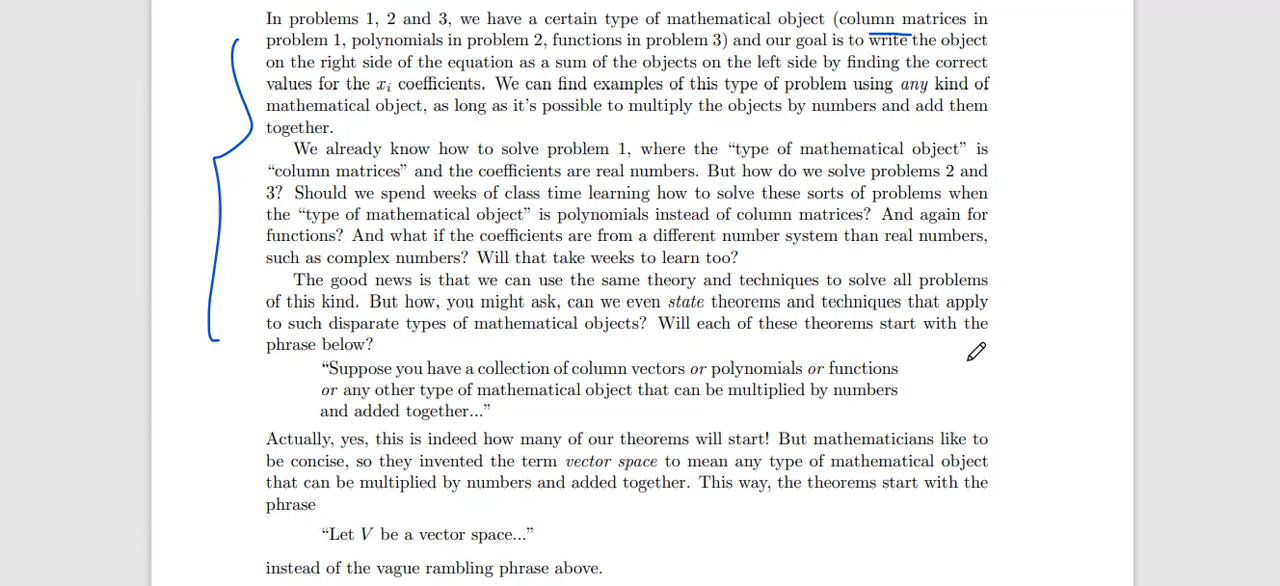 In problems 1, 2 and 3, we have a certain type of mathematical object (column matrices in
problem 1, polynomials in problem 2, functions in problem 3) and our goal is to write the object
on the right side of the equation as a sum of the objects on the left side by finding the correct
values for the xᵢ coefficients. We can find examples of this type of problem using any kind of
mathematical object, as long as it’s possible to multiply the objects by numbers and add them
together.
We already know how to solve problem 1, where the “type of mathematical object” is
“column matrices” and the coefficients are real numbers. But how do we solve problems 2 and
3? Should we spend weeks of class time learning how to solve these sorts of problems when
the “type of mathematical object” is polynomials instead of column matrices? And again for
functions? And what if the coefficients are from a different number system than real numbers,
such as complex numbers? Will that take weeks to learn too?
The good news is that we can use the same theory and techniques to solve all problems
of this kind. But how, you might ask, can we even state theorems and techniques that apply
to such disparate types of mathematical objects? Will each of these theorems start with the
phrase below?
“Suppose you have a collection of column vectors or polynomials or functions
or any other type of mathematical object that can be multiplied by numbers
and added together...”
Actually, yes, this is indeed how many of our theorems will start! But mathematicians like to
be concise, so they invented the term vector space to mean any type of mathematical object
that can be multiplied by numbers and added together. This way, the theorems start with the
phrase
“Let V be a vector space...”
instead of the vague rambling phrase above.